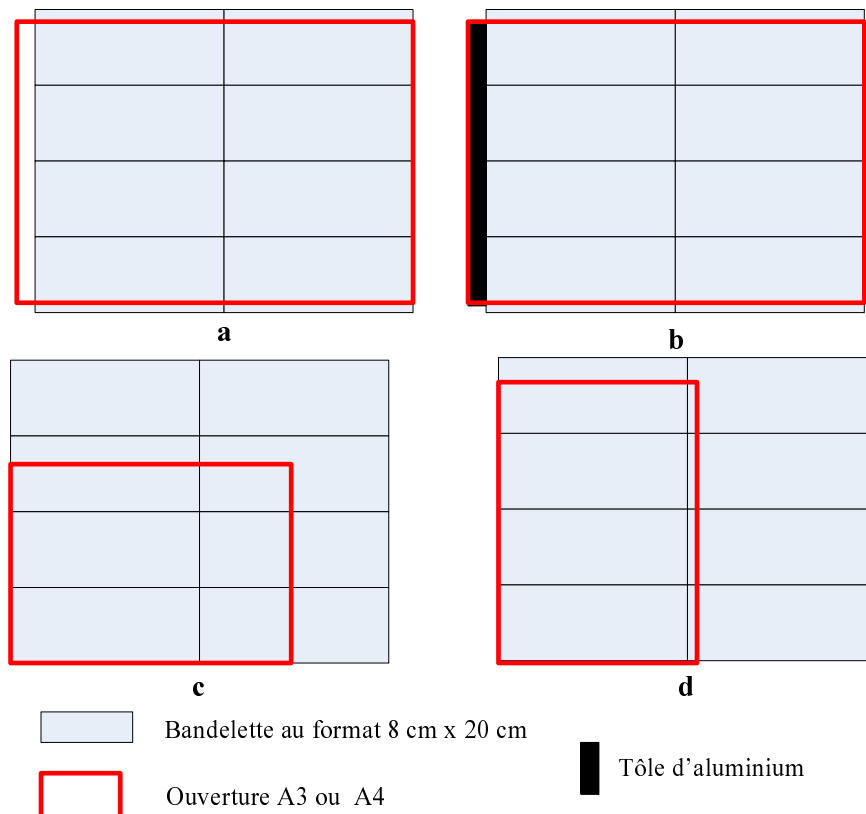 a
b
c
d
Bandelette au format 8 cm x 20 cm
Tôle d’aluminium
Ouverture A3 ou A4